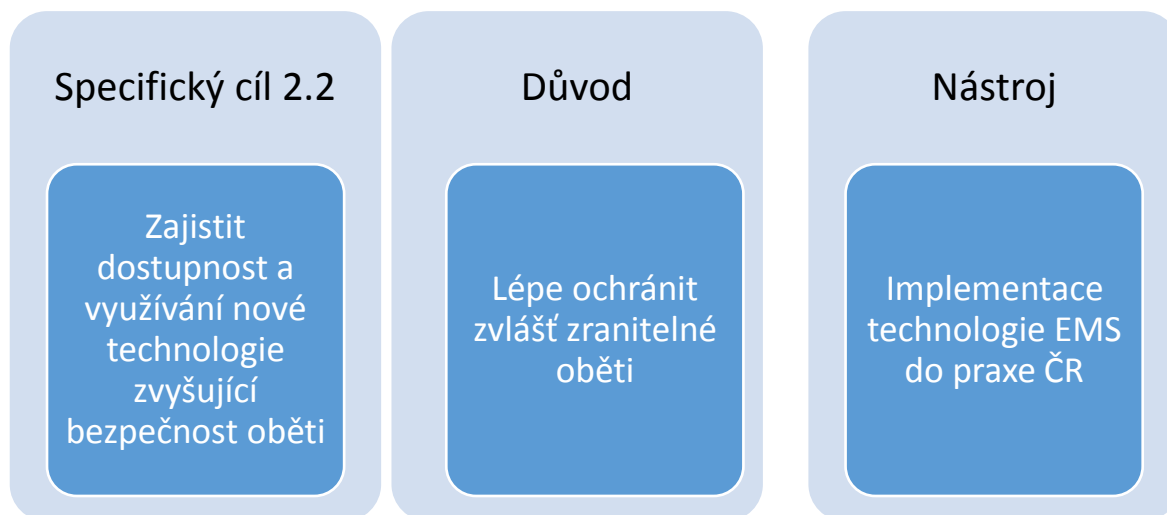 Specifický cíl 2.2
Zajistit
dostupnost a
využívání nové
technologie
zvyšující
bezpečnost oběti
Důvod
Lépe ochránit
zvlášť zranitelné
oběti
Nástroj
Implementace
technologie EMS
do praxe ČR